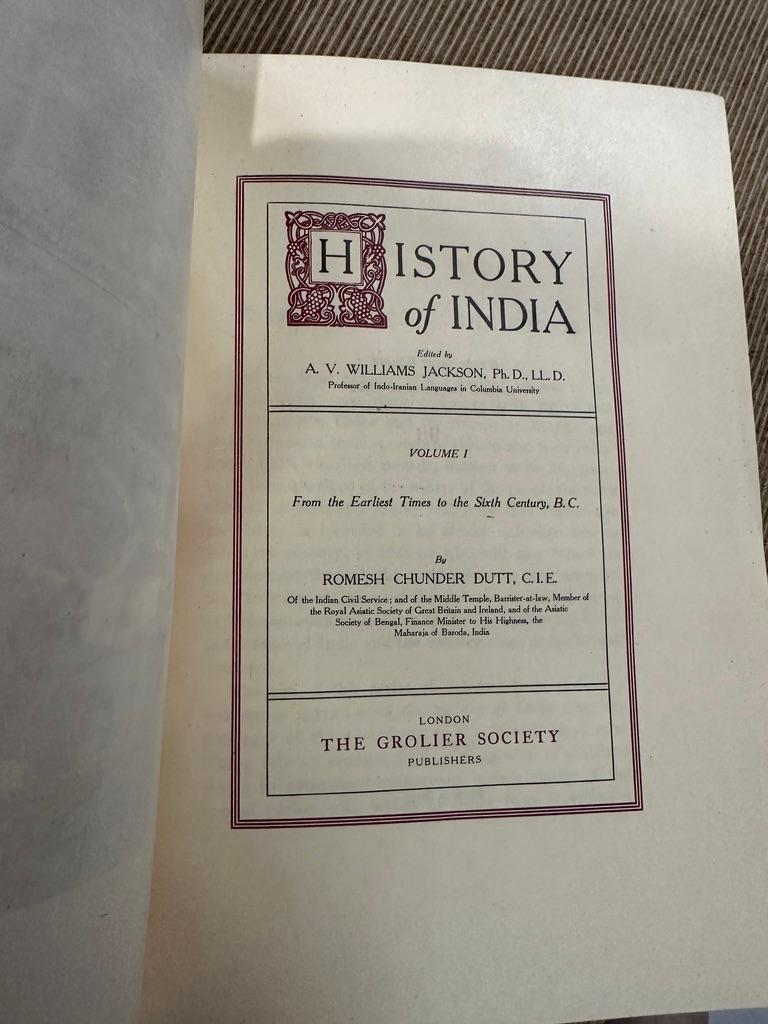 HISTORY
of INDIA
Edited by
A. V. WILLIAMS JACKSON, Ph. D., LL. D.
Professor of Indo-Iranian Languages in Columbia University
VOLUME I
From the Earliest Times to the Sixth Century, B. C.
By
ROMESH CHUNDER DUTT, C. I. E.
Of the Indian Civil Service; and of the Middle Temple, Barrister-at-law, Member of
the Royal Asiatic Society of Great Britain and Ireland, and of the Asiatic
Society of Bengal, Finance Minister to His Highness, the
Maharaja of Baroda, India
LONDON
THE GROLIER SOCIETY
PUBLISHERS